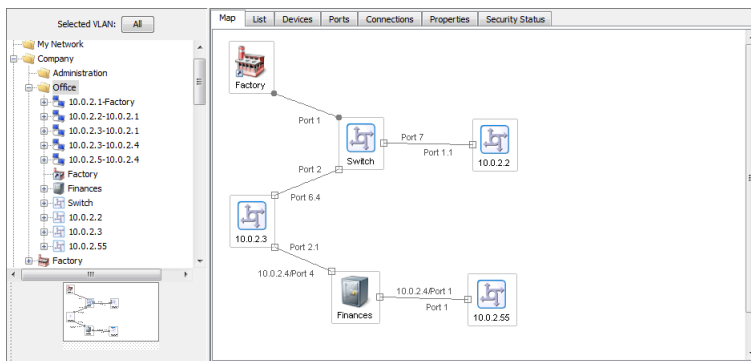 Selected VLAN: All
My Network
Company
Administration
Office
10.0.2.1-Factory
10.0.2.2-10.0.2.1
10.0.2.3-10.0.2.1
10.0.2.3-10.0.2.4
10.0.2.5-10.0.2.4
Factory
Finances
Switch
10.0.2.2
10.0.2.3
10.0.2.55
Factory
Map List Devices Ports Connections Properties Security Status
Factory
Port 1
Port 7
Port 1.1
Switch
10.0.2.2
Port 2
Port 6.4
10.0.2.3
Port 2.1
10.0.2.4/Port 4
10.0.2.4/Port 1
Port 1
Finances
10.0.2.55